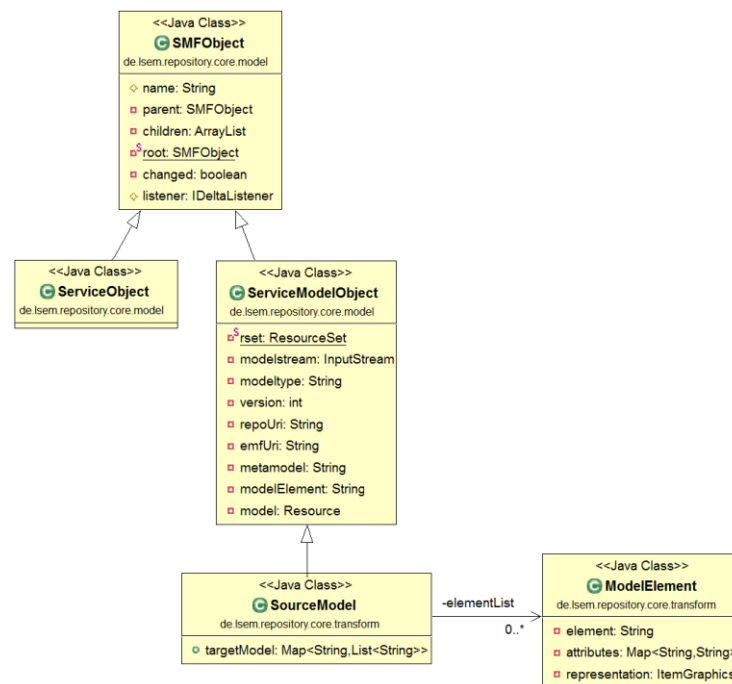 <<Java Class>>
C SMFObject
de.lsem.repository.core.model
name: String
parent: SMFObject
children: ArrayList
S root: SMFObject
changed: boolean
listener: IDeltaListener
<<Java Class>>
C ServiceObject
de.lsem.repository.core.model
<<Java Class>>
C ServiceModelObject
de.lsem.repository.core.model
S rset: ResourceSet
modelstream: InputStream
modeltype: String
version: int
repoUri: String
emfUri: String
metamodel: String
modelElement: String
model: Resource
<<Java Class>>
C SourceModel
de.lsem.repository.core.transform
targetModel: Map<String,List<String>>
-elementList
0..*
<<Java Class>>
C ModelElement
de.lsem.repository.core.transform
element: String
attributes: Map<String,String>
representation: ItemGraphics